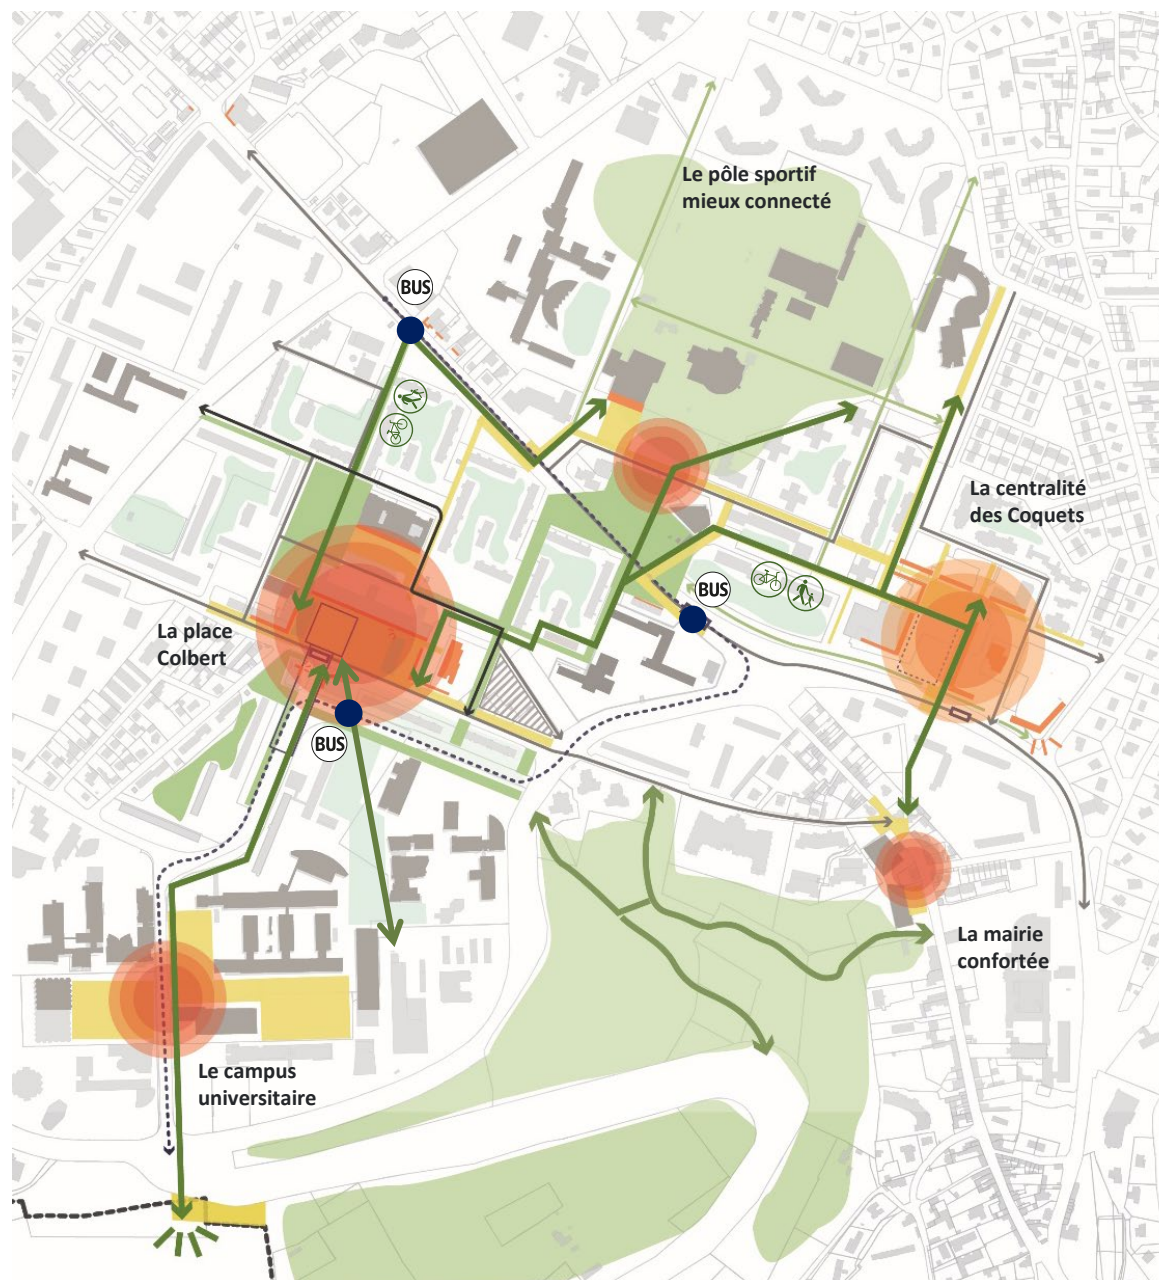 Le pôle sportif
mieux connecté
BUS
La centralité
des Coquets
BUS
La place
Colbert
BUS
La mairie
confortée
Le campus
universitaire